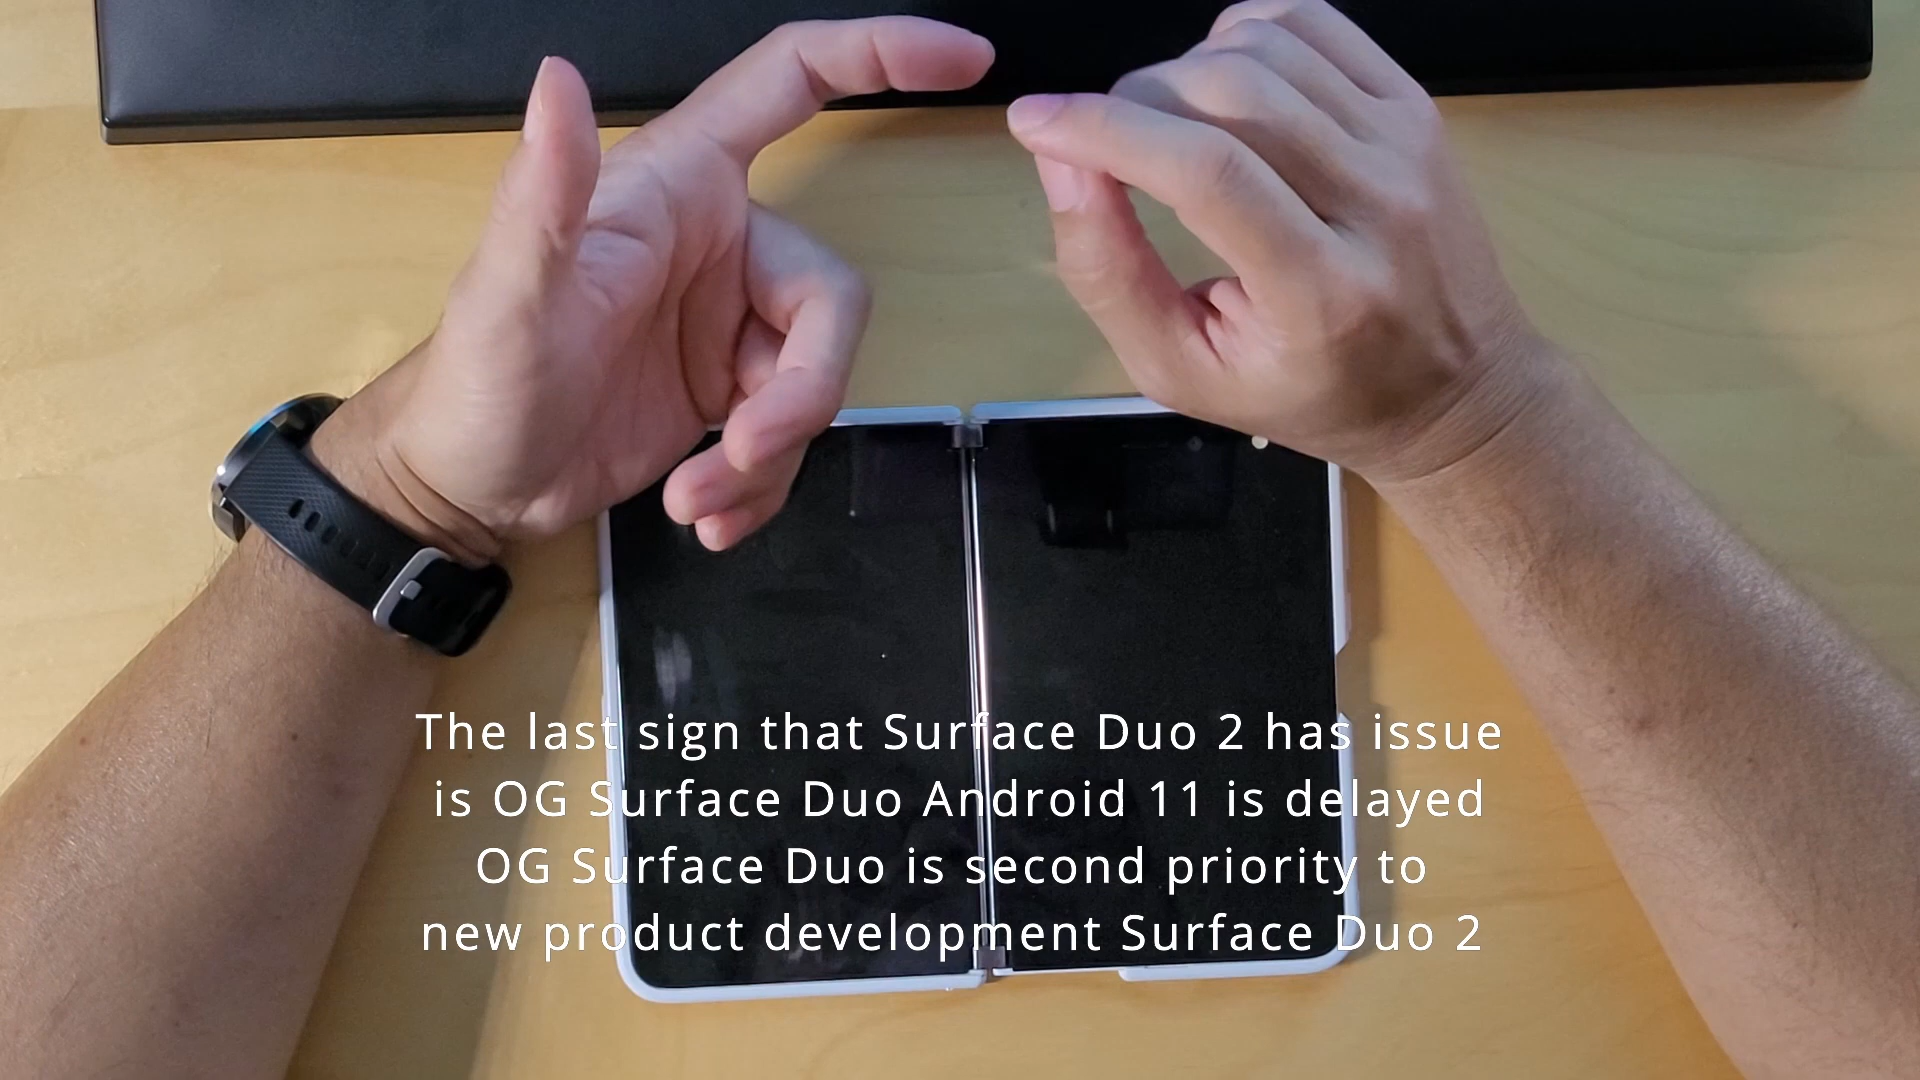 The last sign that Surface Duo 2 has issue
is OG Surface Duo Android 11 is delayed
OG Surface Duo is second priority to
new product development Surface Duo 2